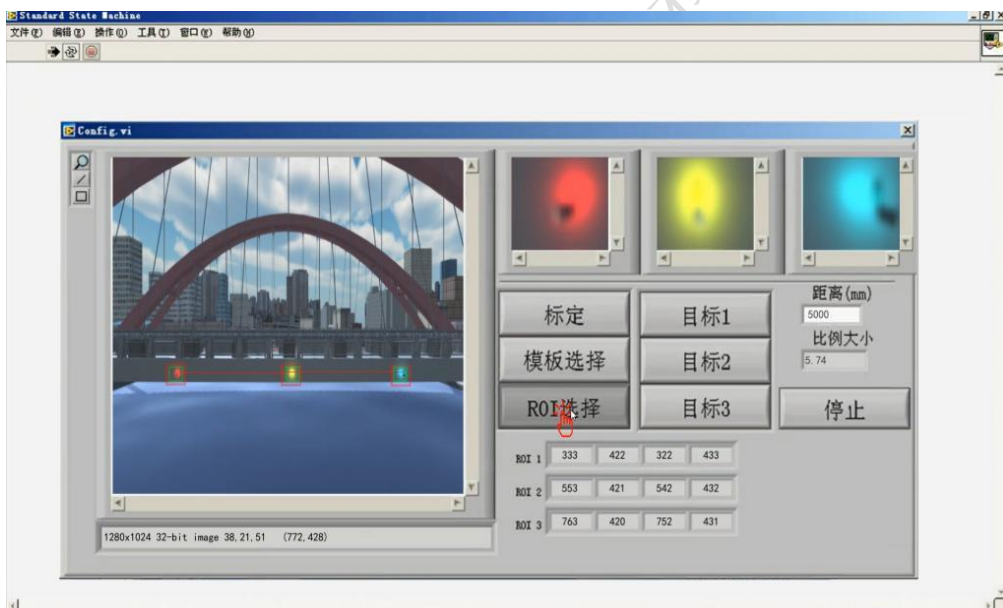 Standard State Machine
文件(F) 编辑(E) 操作(O) 工具(T) 窗口(W) 帮助(H)
Config.vi
距离(mm)
标定 目标1 5000
比例大小
模板选择 目标2 5.74
ROI选择 目标3 停止
ROI 1 333 422 322 433
ROI 2 553 421 542 432
ROI 3 763 420 752 431
1280x1024 32-bit image 38,21,51 (772,428)